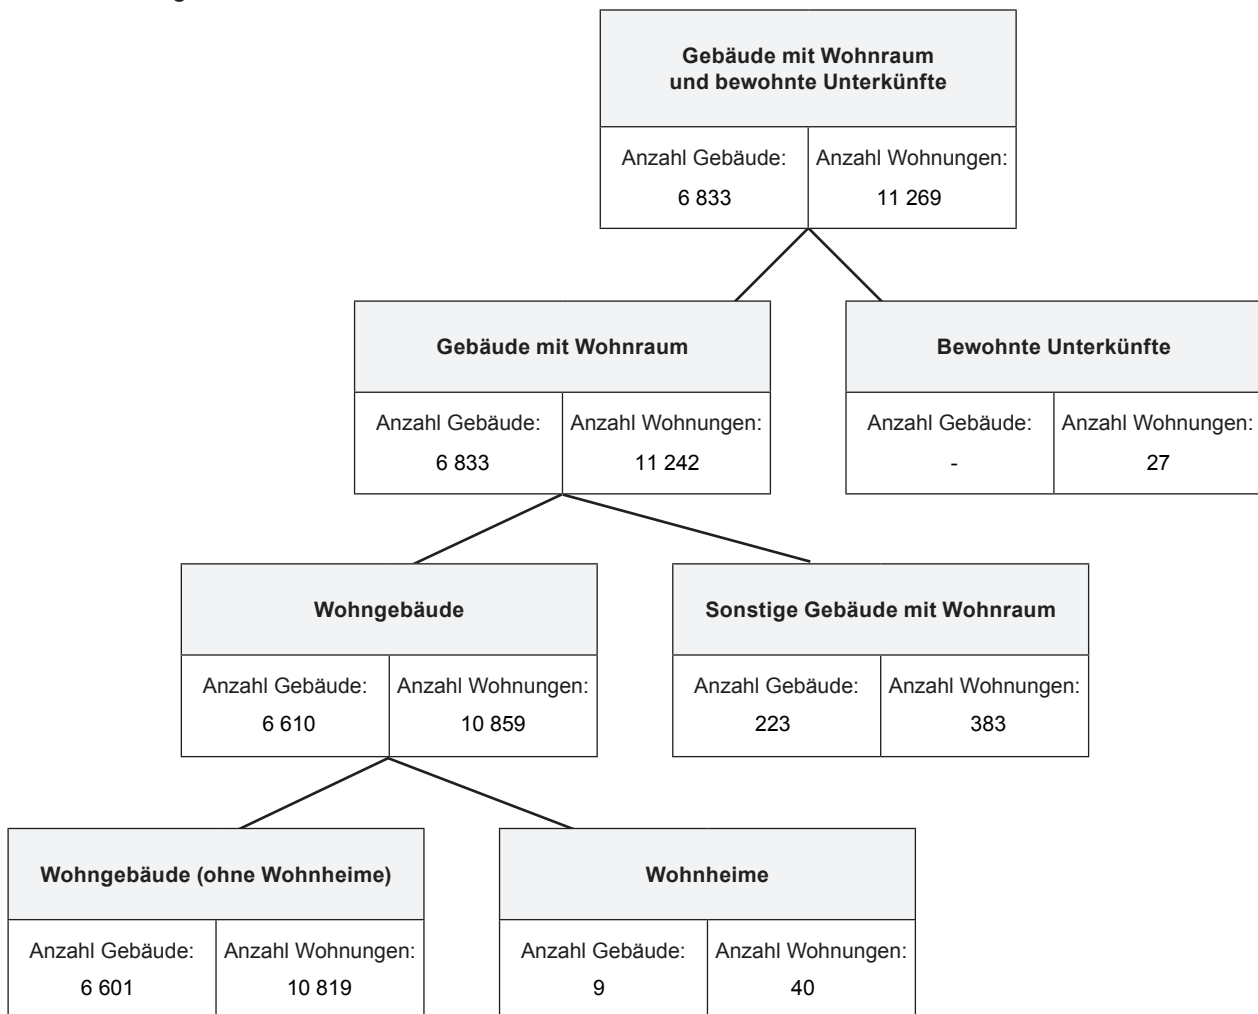 Gebäude mit Wohnraum
und bewohnte Unterkünfte
Anzahl Gebäude: Anzahl Wohnungen:
6 833 11 269
Gebäude mit Wohnraum Bewohnte Unterkünfte
Anzahl Gebäude: Anzahl Wohnungen: Anzahl Gebäude: Anzahl Wohnungen:
6 833 11 242 - 27
Wohngebäude Sonstige Gebäude mit Wohnraum
Anzahl Gebäude: Anzahl Wohnungen: Anzahl Gebäude: Anzahl Wohnungen:
6 610 10 859 223 383
Wohngebäude (ohne Wohnheime) Wohnheime
Anzahl Gebäude: Anzahl Wohnungen: Anzahl Gebäude: Anzahl Wohnungen:
6 601 10 819 9 40